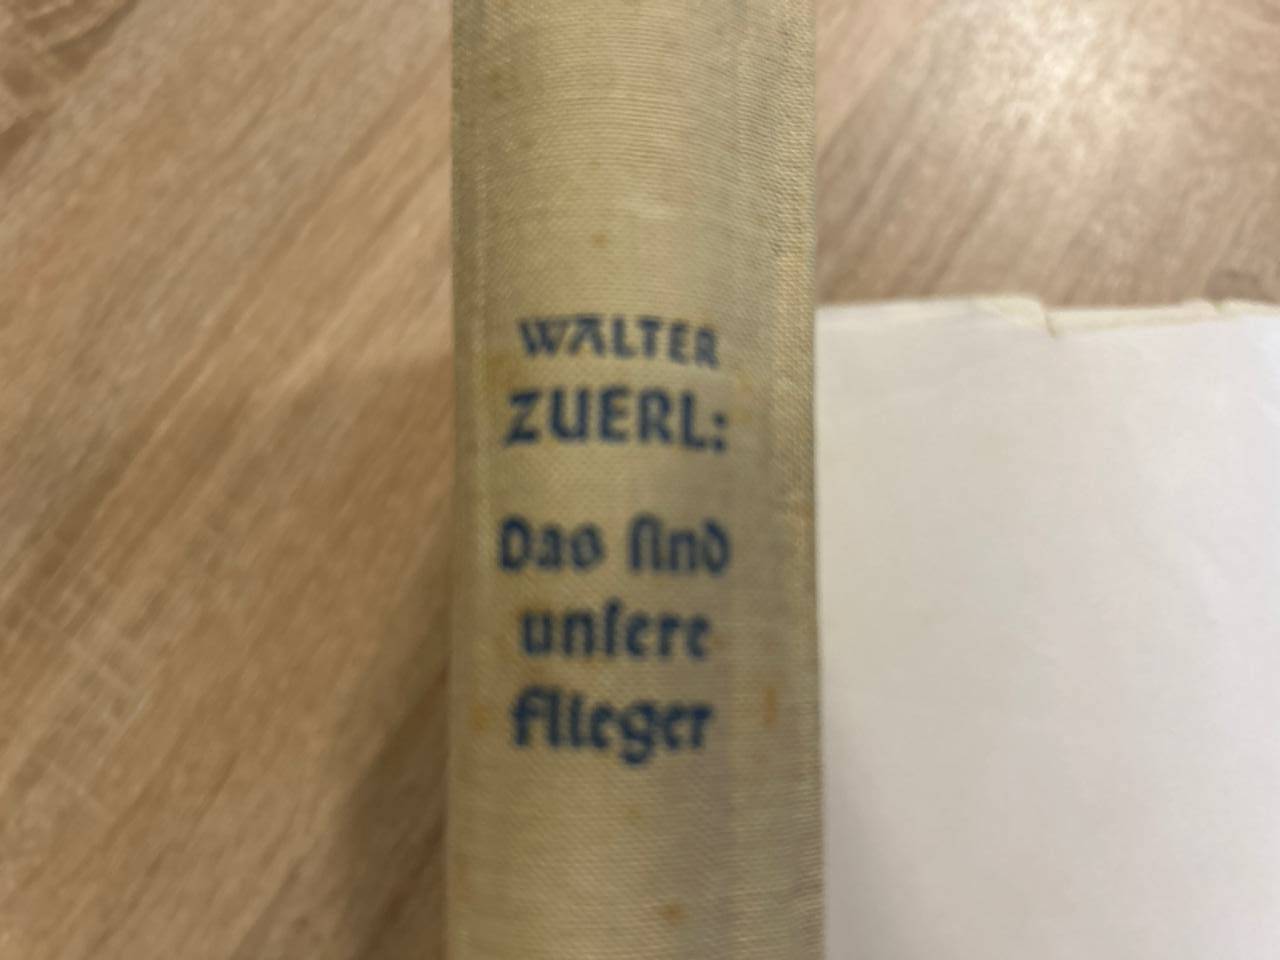 WALTER
ZUERL:
Das ſind
unſere
Flieger